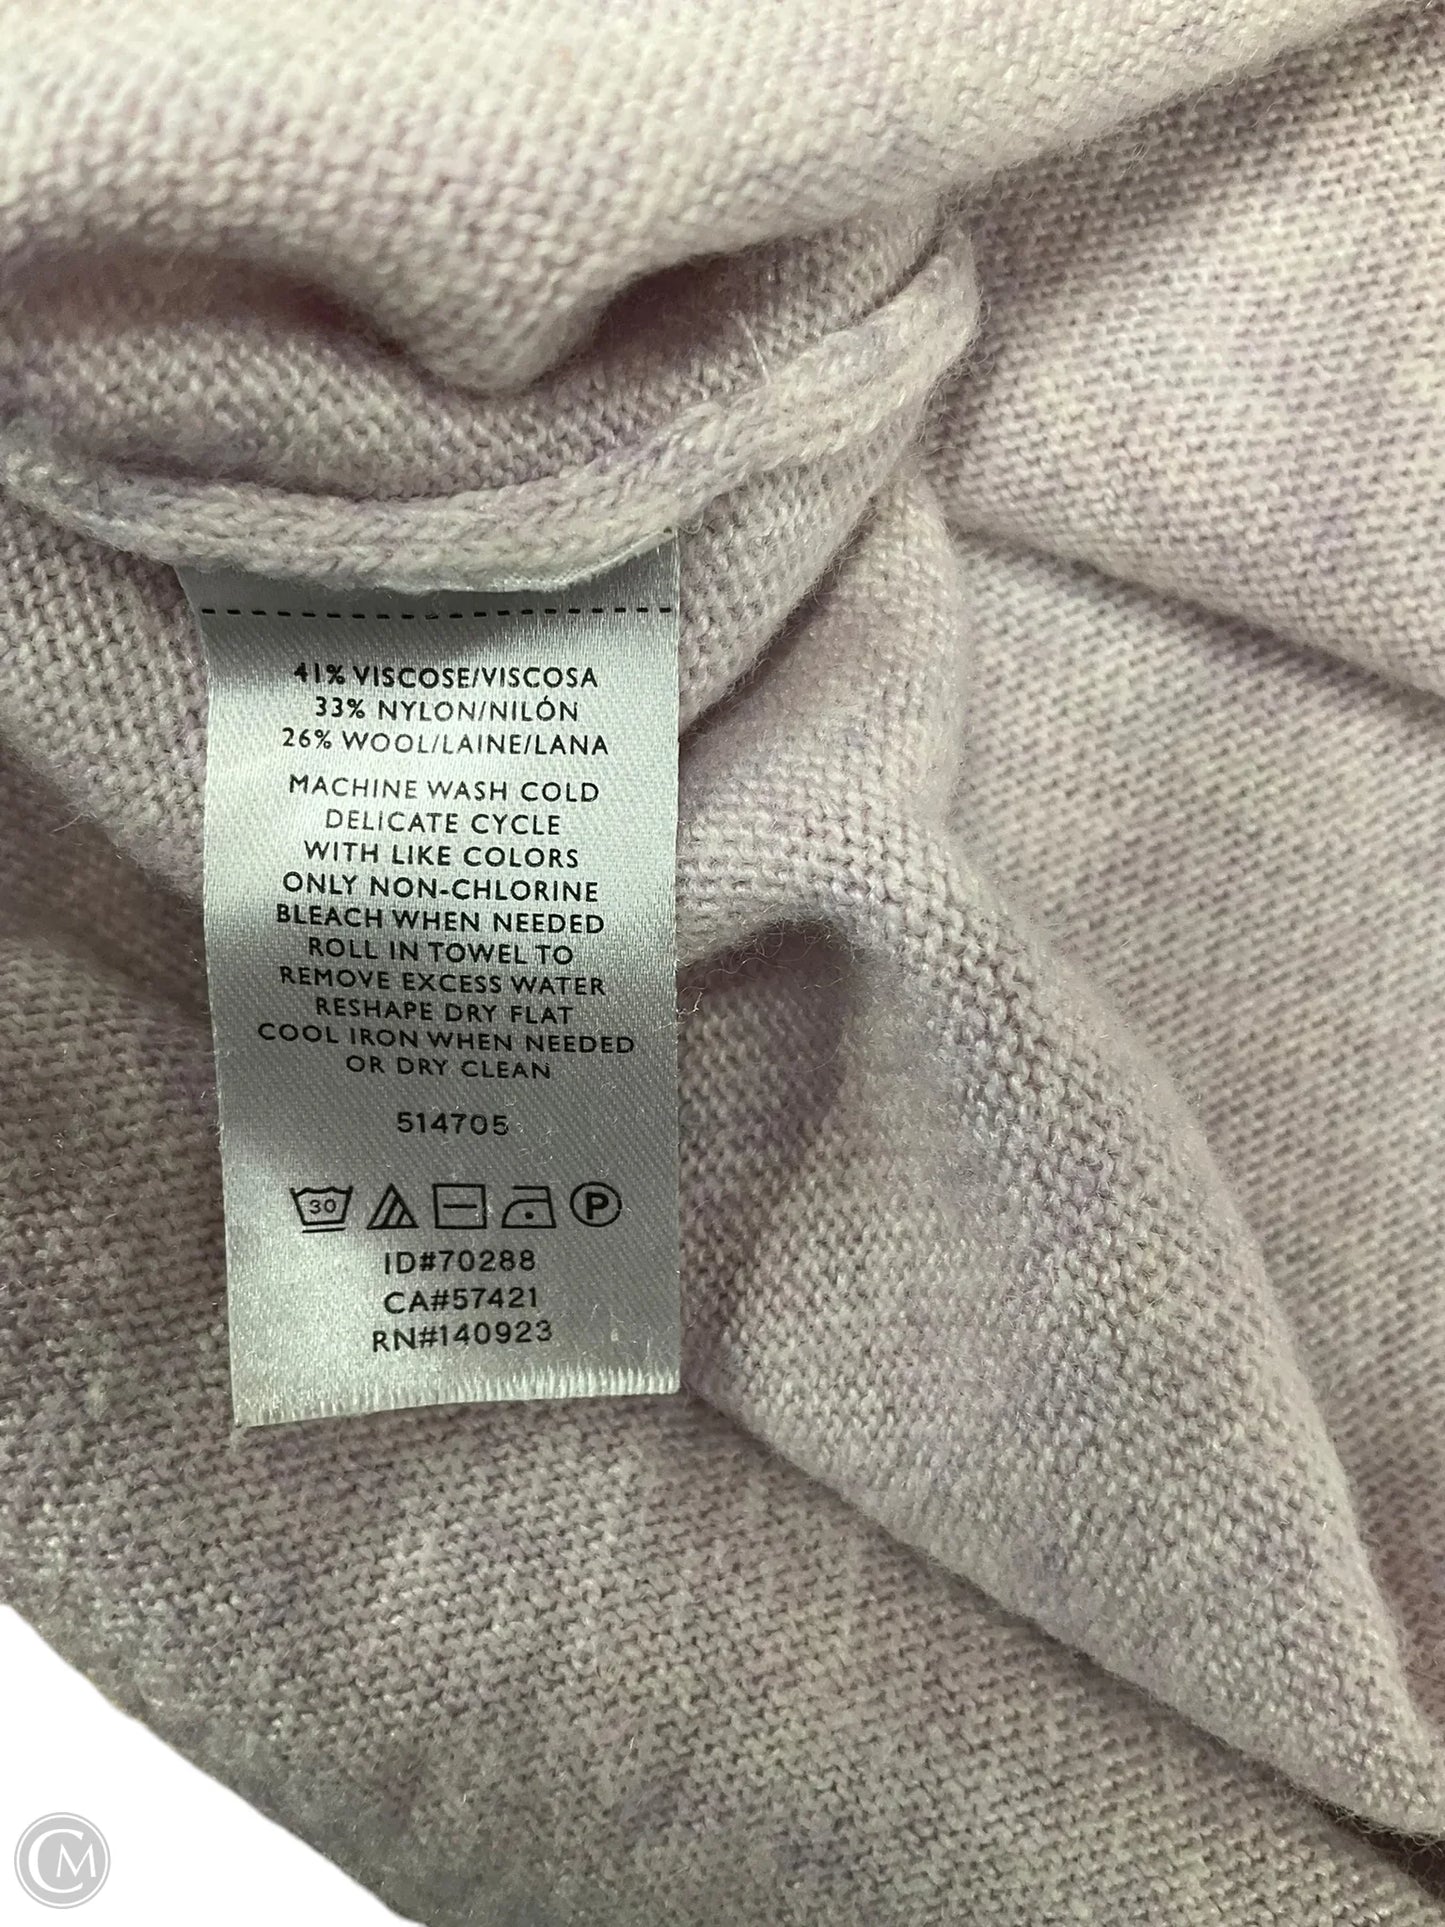 41% VISCOSE/VISCOSA
33% NYLON/NILÓN
26% WOOL/LAINE/LANA
MACHINE WASH COLD
DELICATE CYCLE
WITH LIKE COLORS
ONLY NON-CHLORINE
BLEACH WHEN NEEDED
ROLL IN TOWEL TO
REMOVE EXCESS WATER
RESHAPE DRY FLAT
COOL IRON WHEN NEEDED
OR DRY CLEAN
514705
30 P
ID#70288
CA#57421
RN#140923
CM